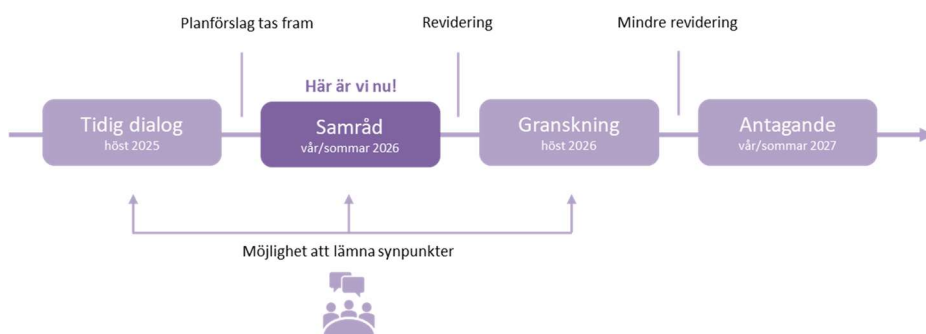 Planförslag tas fram
Revidering
Mindre revidering
Här är vi nu!
Tidig dialog
höst 2025
Samråd
vår/sommar 2026
Granskning
höst 2026
Antagande
vår/sommar 2027
Möjlighet att lämna synpunkter